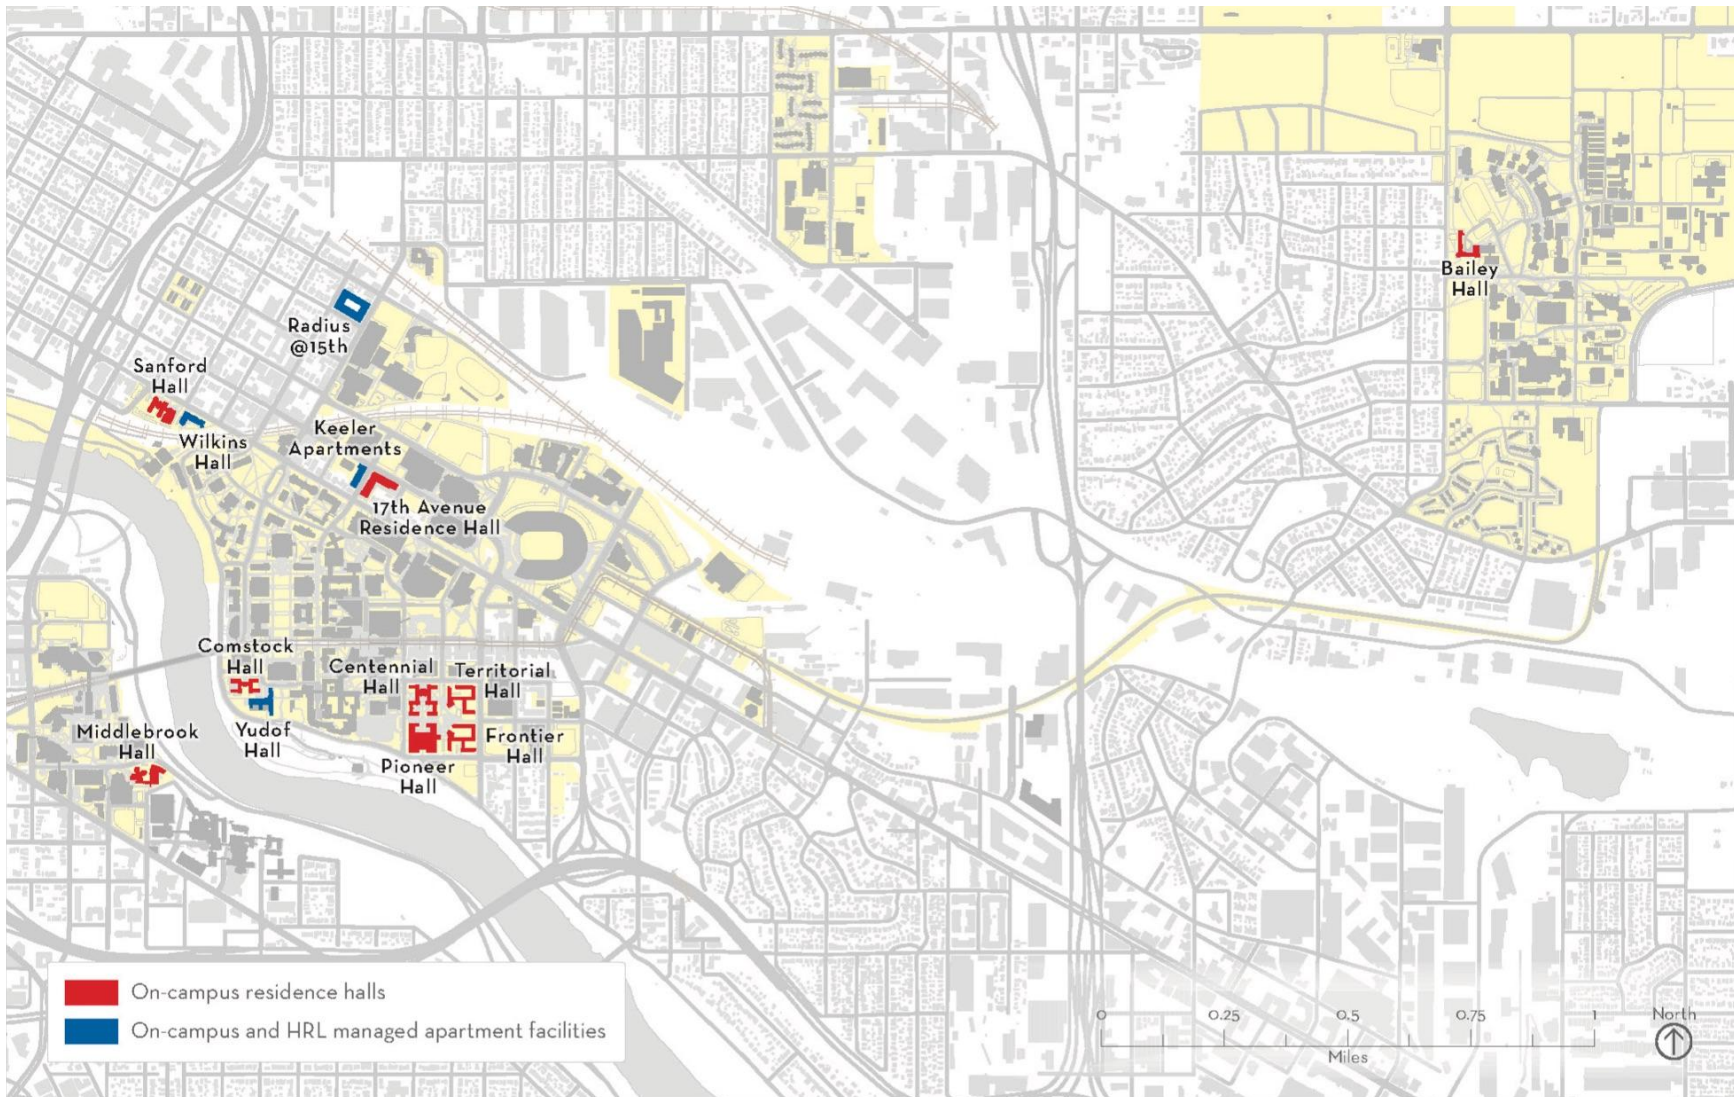 Bailey
Hall
Radius
@15th
Sanford
Hall
Wilkins
Hall
Keeler
Apartments
17th Avenue
Residence Hall
Comstock
Hall
Centennial
Hall
Territorial
Hall
Middlebrook
Hall
Yudof
Hall
Pioneer
Hall
Frontier
Hall
On-campus residence halls
On-campus and HRL managed apartment facilities
0 0.25 0.5 0.75 1
Miles
North